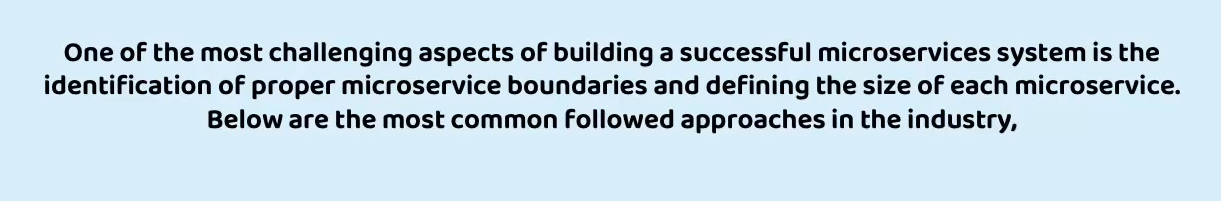 One of the most challenging aspects of building a successful microservices system is the
identification of proper microservice boundaries and defining the size of each microservice.
Below are the most common followed approaches in the industry,